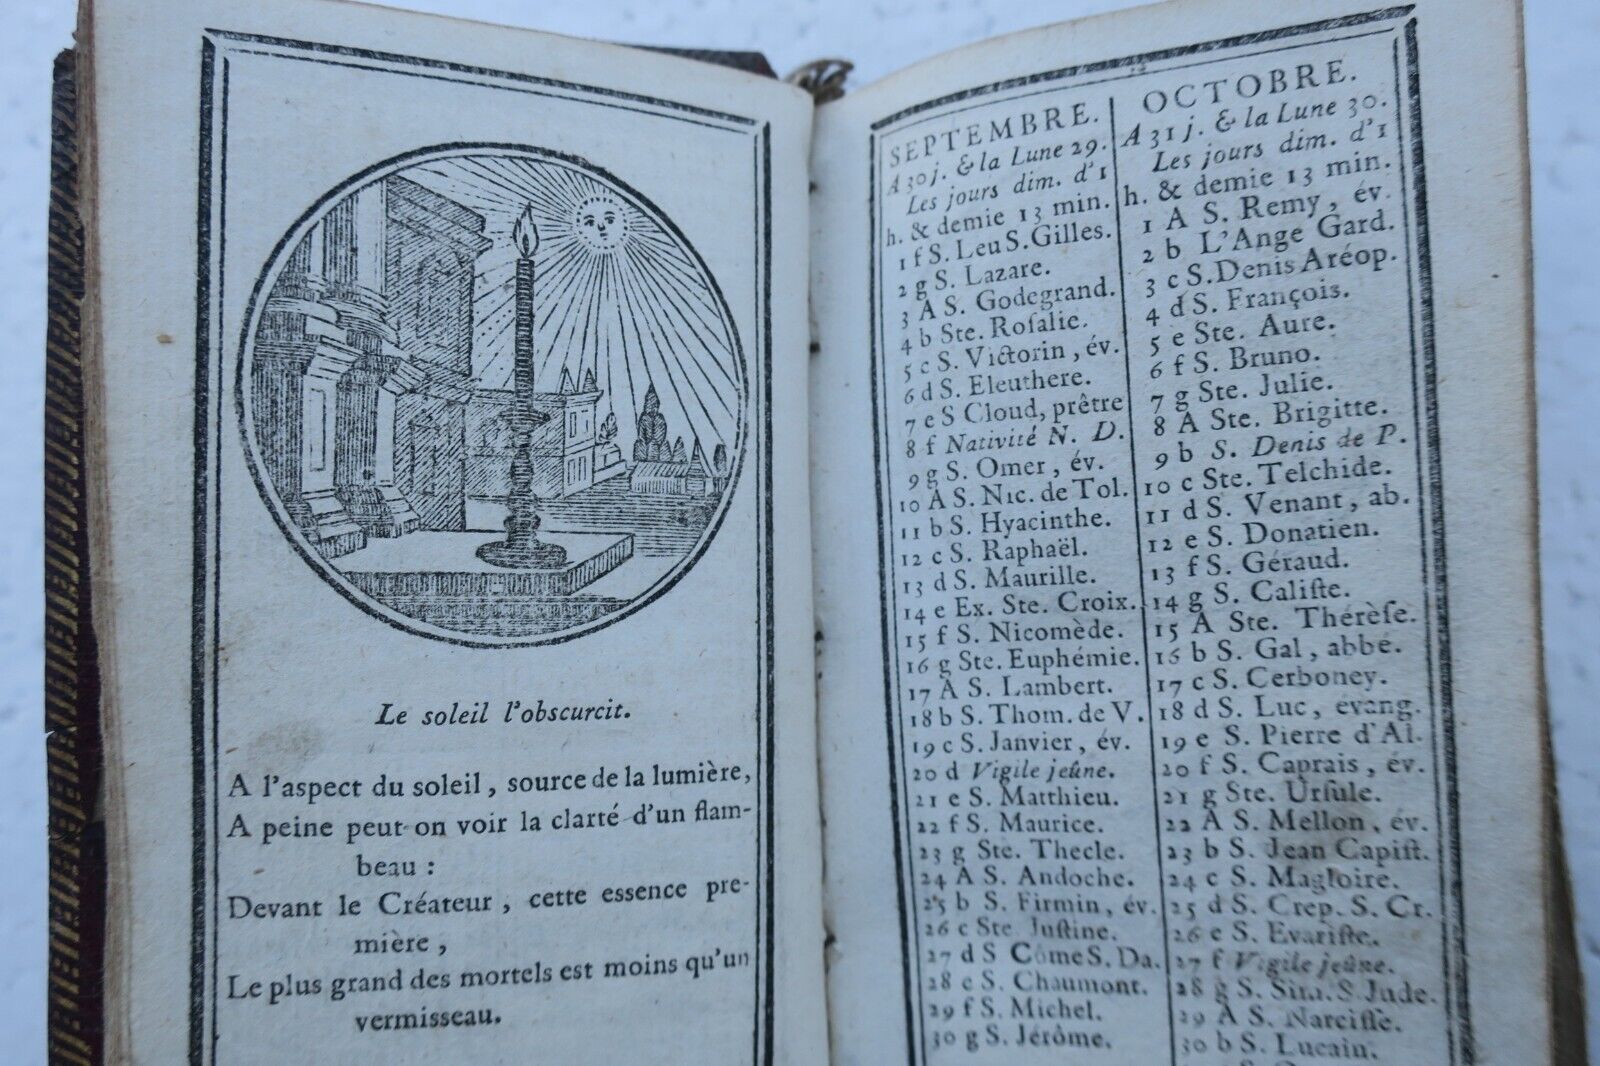 Le soleil l'obscurcit.
A l'aspect du soleil, source de la lumière,
A peine peut-on voir la clarté d'un flam-
beau :
Devant le Créateur, cette essence pre-
mière,
Le plus grand des mortels est moins qu'un
vermisseau.
SEPTEMBRE.
A 30 j. & la Lune 29.
Les jours dim. d'1
h. & demie 13 min.
1 f S. Leu S. Gilles.
2 g S. Lazare.
3 A S. Godegrand.
4 b Ste. Roſalie.
5 c S. Victorin, év.
6 d S. Eleuthere.
7 e S Cloud, prêtre
8 f Nativité N. D.
9 g S. Omer, év.
10 A S. Nic. de Tol.
11 b S. Hyacinthe.
12 c S. Raphaël.
13 d S. Maurille.
14 e Ex. Ste. Croix.
15 f S. Nicomède.
16 g Ste. Euphémie.
17 A S. Lambert.
18 b S. Thom. de V.
19 c S. Janvier, év.
20 d Vigile jeûne.
21 e S. Matthieu.
22 f S. Maurice.
23 g Ste. Thecle.
24 A S. Andoche.
25 b S. Firmin, év.
26 c Ste. Juſtine.
27 d S Côme S. Da.
28 e S. Chaumont.
29 f S. Michel.
30 g S. Jérôme.
OCTOBRE.
A 31 j. & la Lune 30.
Les jours dim. d'1
h. & demie 13 min.
1 A S. Remy, év.
2 b L'Ange Gard.
3 c S. Denis Aréop.
4 d S. François.
5 e Ste. Aure.
6 f S. Bruno.
7 g Ste. Julie.
8 A Ste. Brigitte.
9 b S. Denis de P.
10 c Ste. Telchide.
11 d S. Venant, ab.
12 e S. Donatien.
13 f S. Géraud.
14 g S. Caliſte.
15 A Ste. Thérèſe.
16 b S. Gal, abbé.
17 c S. Cerboney.
18 d S. Luc, évang.
19 e S. Pierre d'Al.
20 f S. Caprais, év.
21 g Ste. Urſule.
22 A S. Mellon, év.
23 b S. Jean Capiſt.
24 c S. Magloire.
25 d S. Crep. S. Cr.
26 e S. Evariſte.
27 f Vigile jeûne.
28 g S. Sim. S. Jude.
29 A S. Narciſſe.
30 b S. Lucain.